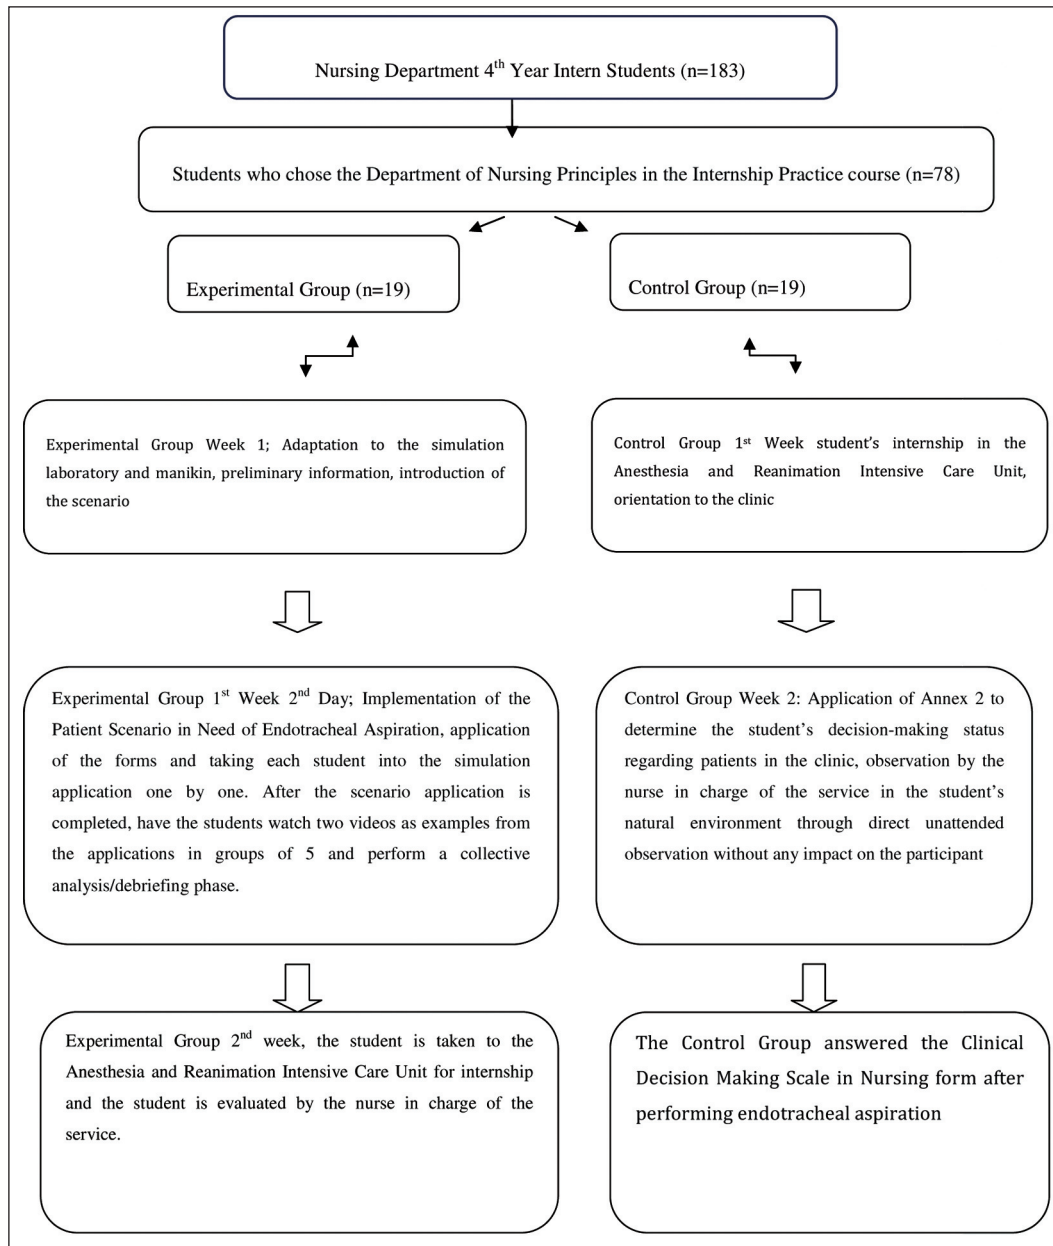 Nursing Department 4th Year Intern Students (n=183)
Students who chose the Department of Nursing Principles in the Internship Practice course (n=78)
Experimental Group (n=19)
Control Group (n=19)
Experimental Group Week 1; Adaptation to the simulation
laboratory and manikin, preliminary information, introduction of
the scenario
Control Group 1st Week student's internship in the
Anesthesia and Reanimation Intensive Care Unit,
orientation to the clinic
Experimental Group 1st Week 2nd Day; Implementation of the
Patient Scenario in Need of Endotracheal Aspiration, application
of the forms and taking each student into the simulation
application one by one. After the scenario application is
completed, have the students watch two videos as examples from
the applications in groups of 5 and perform a collective
analysis/debriefing phase.
Control Group Week 2: Application of Annex 2 to
determine the student's decision-making status
regarding patients in the clinic, observation by the
nurse in charge of the service in the student's
natural environment through direct unattended
observation without any impact on the participant
Experimental Group 2nd week, the student is taken to the
Anesthesia and Reanimation Intensive Care Unit for internship
and the student is evaluated by the nurse in charge of the
service.
The Control Group answered the Clinical
Decision Making Scale in Nursing form after
performing endotracheal aspiration